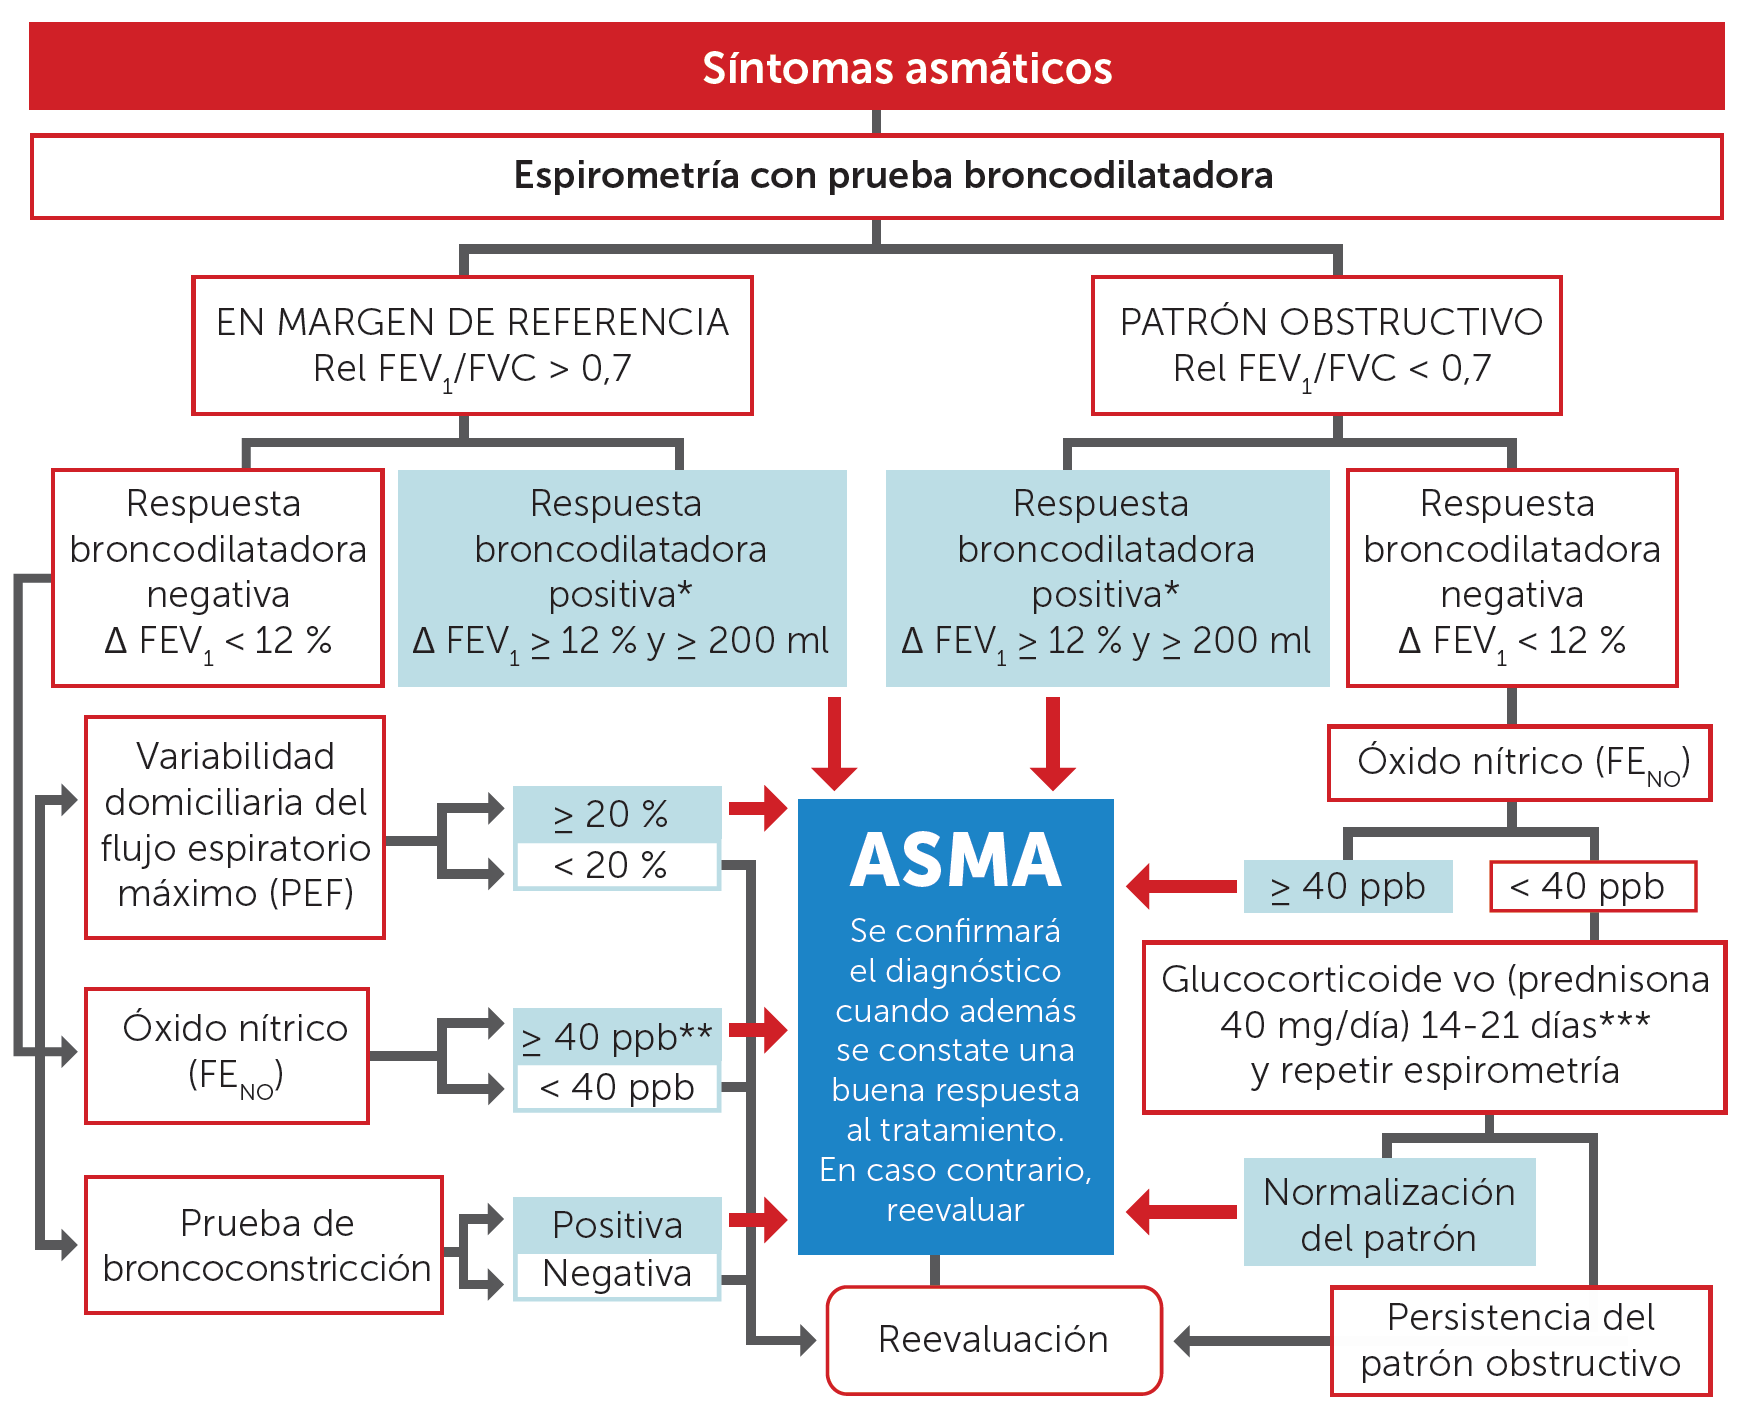 Síntomas asmáticos
Espirometría con prueba broncodilatadora
EN MARGEN DE REFERENCIA
Rel FEV1/FVC > 0,7
PATRÓN OBSTRUCTIVO
Rel FEV1/FVC < 0,7
Respuesta
broncodilatadora
negativa
Δ FEV1 < 12 %
Respuesta
broncodilatadora
positiva*
Δ FEV1 ≥ 12 % y ≥ 200 ml
Respuesta
broncodilatadora
positiva*
Δ FEV1 ≥ 12 % y ≥ 200 ml
Respuesta
broncodilatadora
negativa
Δ FEV1 < 12 %
Variabilidad
domiciliaria del
flujo espiratorio
máximo (PEF)
≥ 20 %
< 20 %
Óxido nítrico
(FENO)
≥ 40 ppb**
< 40 ppb
Prueba de
broncoconstricción
Positiva
Negativa
ASMA
Se confirmará
el diagnóstico
cuando además
se constate una
buena respuesta
al tratamiento.
En caso contrario,
reevaluar
Óxido nítrico (FENO)
≥ 40 ppb
< 40 ppb
Glucocorticoide vo (prednisona
40 mg/día) 14-21 días***
y repetir espirometría
Normalización
del patrón
Persistencia del
patrón obstructivo
Reevaluación